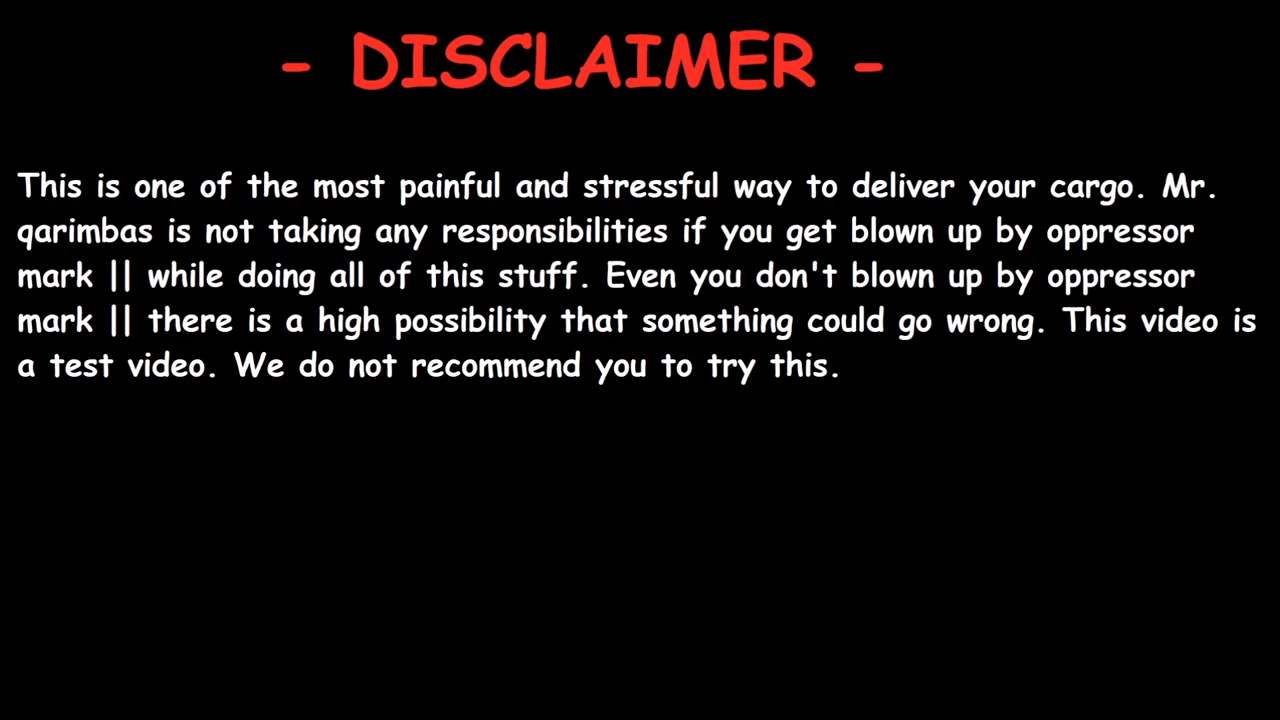 - DISCLAIMER -
This is one of the most painful and stressful way to deliver your cargo. Mr.
qarimbas is not taking any responsibilities if you get blown up by oppressor
mark || while doing all of this stuff. Even you don't blown up by oppressor
mark || there is a high possibility that something could go wrong. This video is
a test video. We do not recommend you to try this.